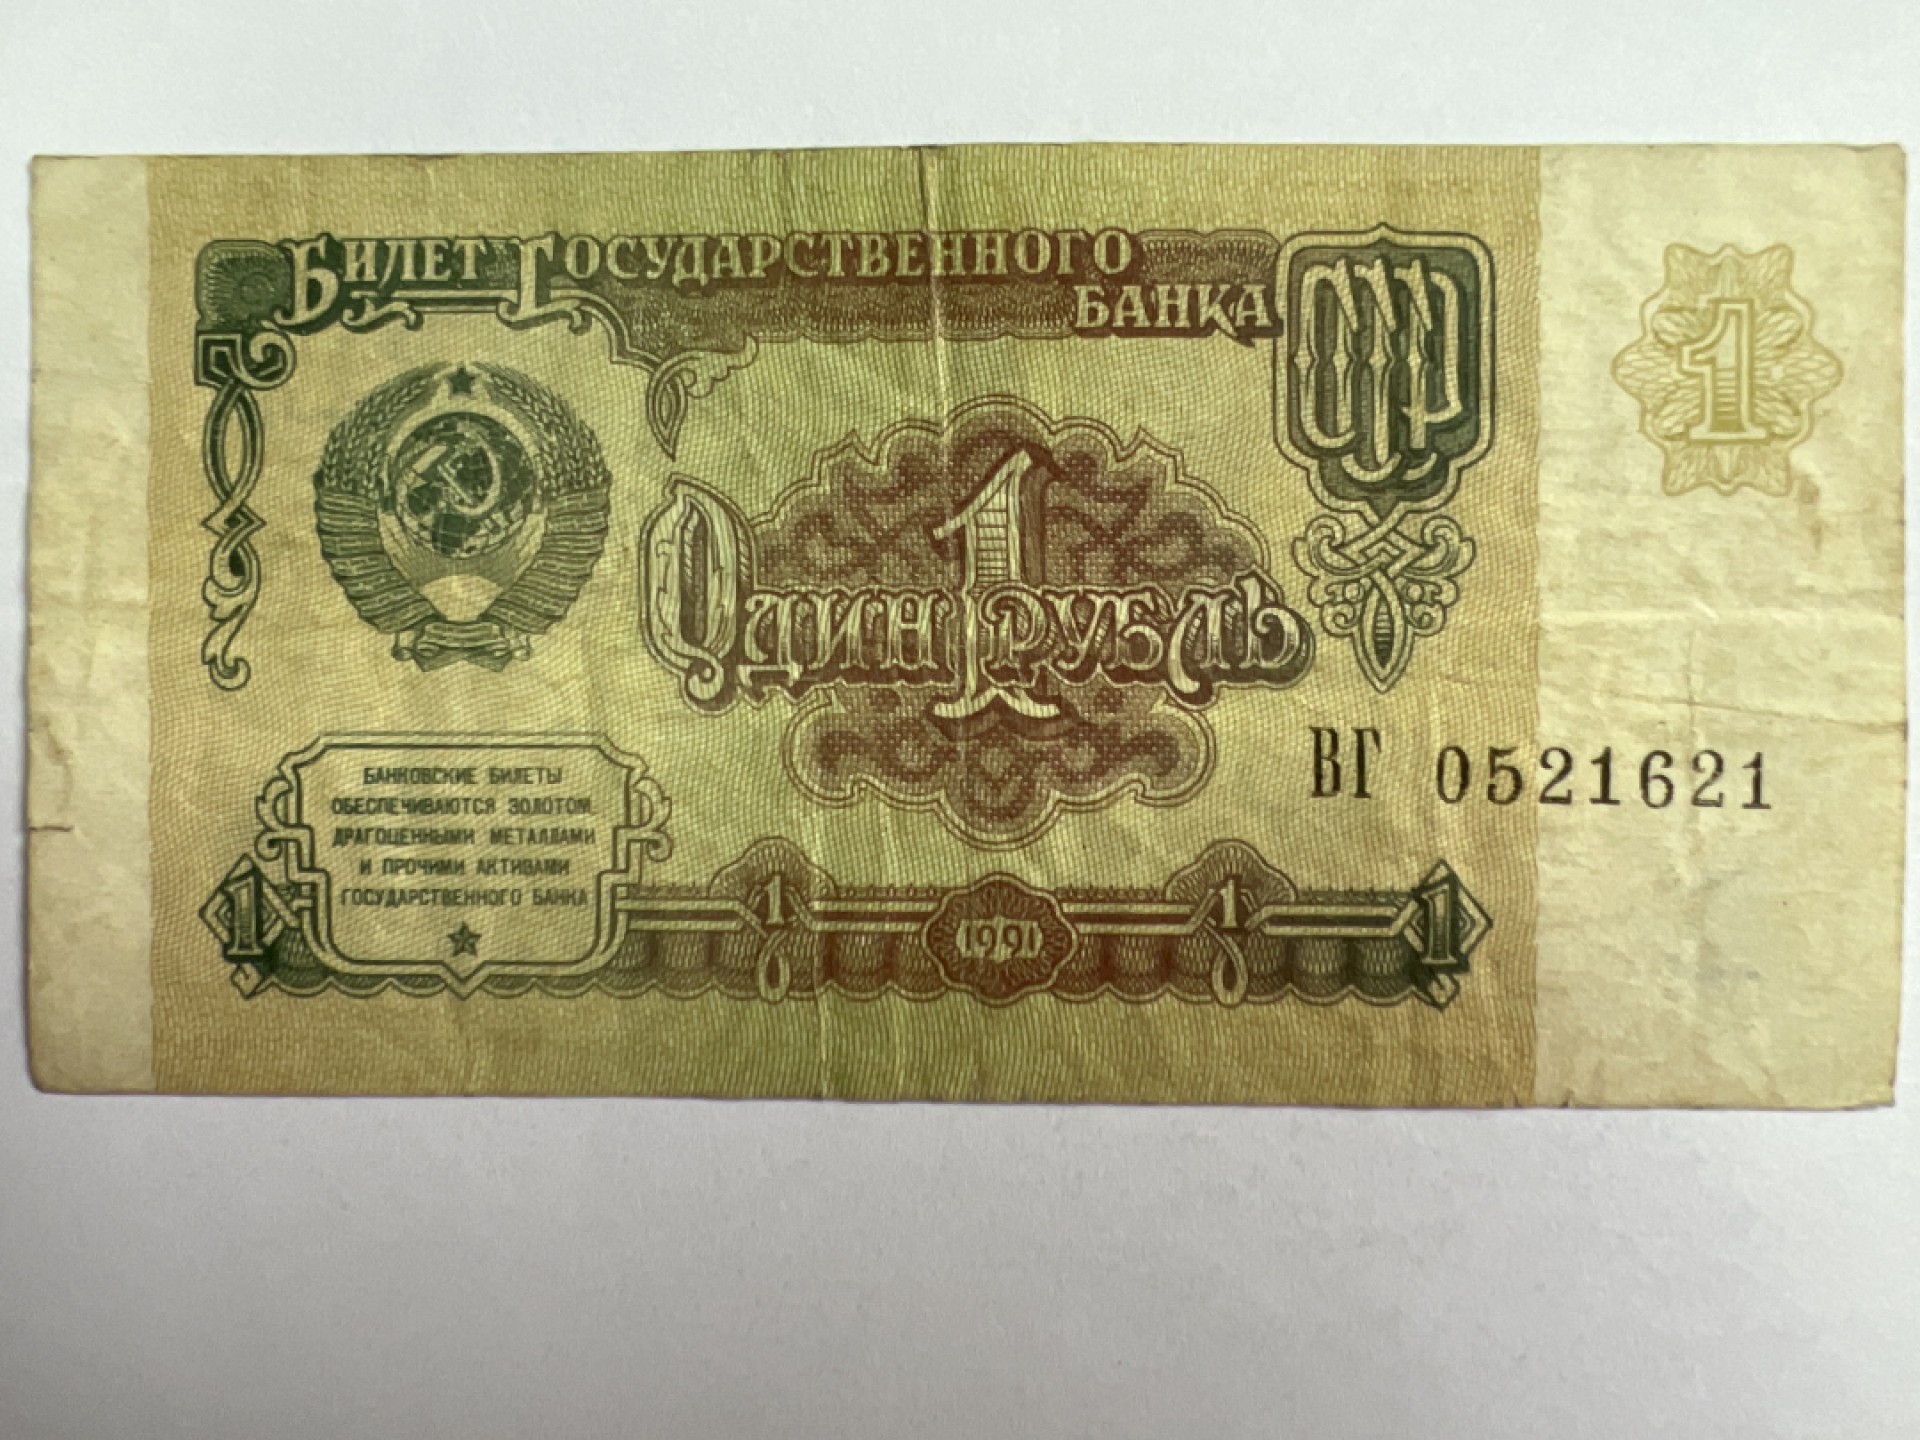 Билет Государственного
банка
СССР
1
1
Один рубль
ВГ 0521621
БАНКОВСКИЕ БИЛЕТЫ
ОБЕСПЕЧИВАЮТСЯ ЗОЛОТОМ,
ДРАГОЦЕННЫМИ МЕТАЛЛАМИ
И ПРОЧИМИ АКТИВАМИ
ГОСУДАРСТВЕННОГО БАНКА
1 1 1991 1 1